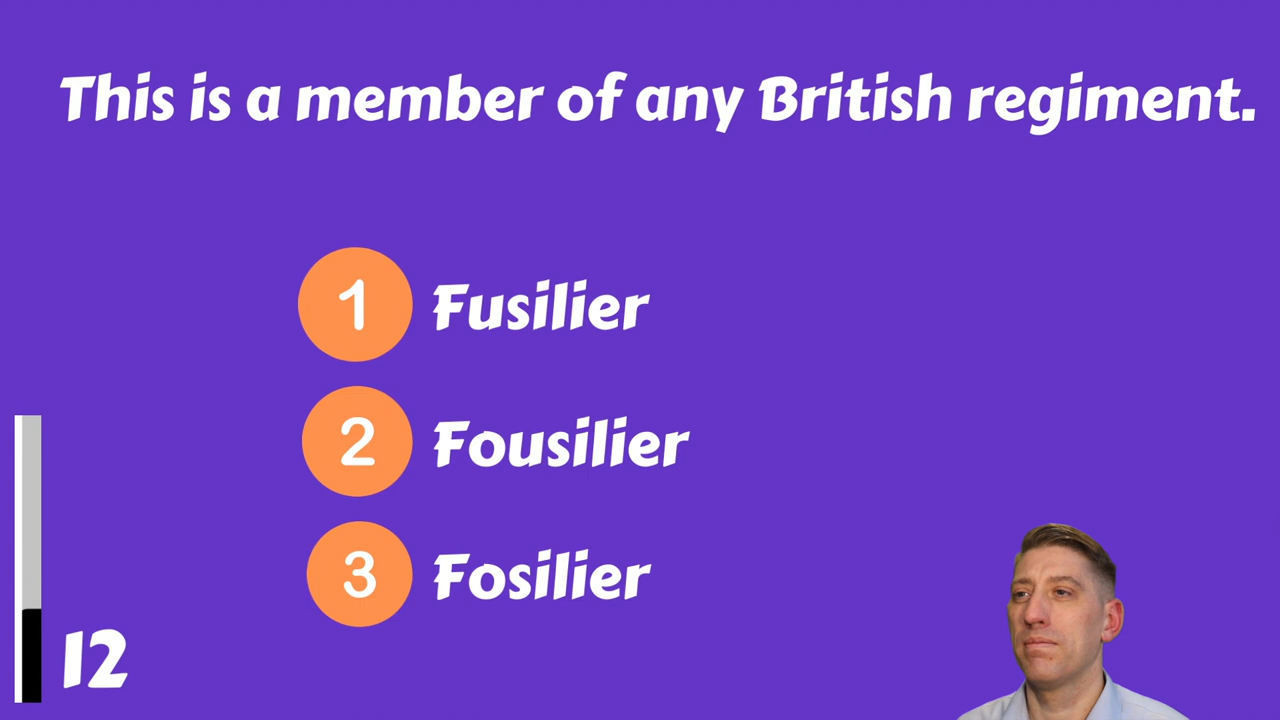 This is a member of any British regiment.
1 Fusilier
2 Fousilier
3 Fosilier
12